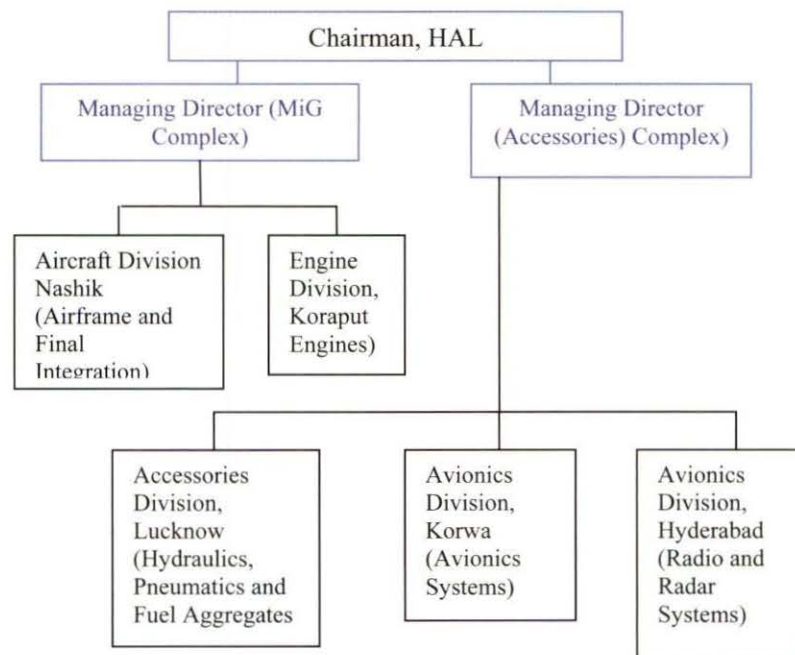 Chairman, HAL
Managing Director (MiG
Complex)
Managing Director
(Accessories) Complex)
Aircraft Division
Nashik
(Airframe and
Final
Integration)
Engine
Division,
Koraput
Engines)
Accessories
Division,
Lucknow
(Hydraulics,
Pneumatics and
Fuel Aggregates
Avionics
Division,
Korwa
(Avionics
Systems)
Avionics
Division,
Hyderabad
(Radio and
Radar
Systems)